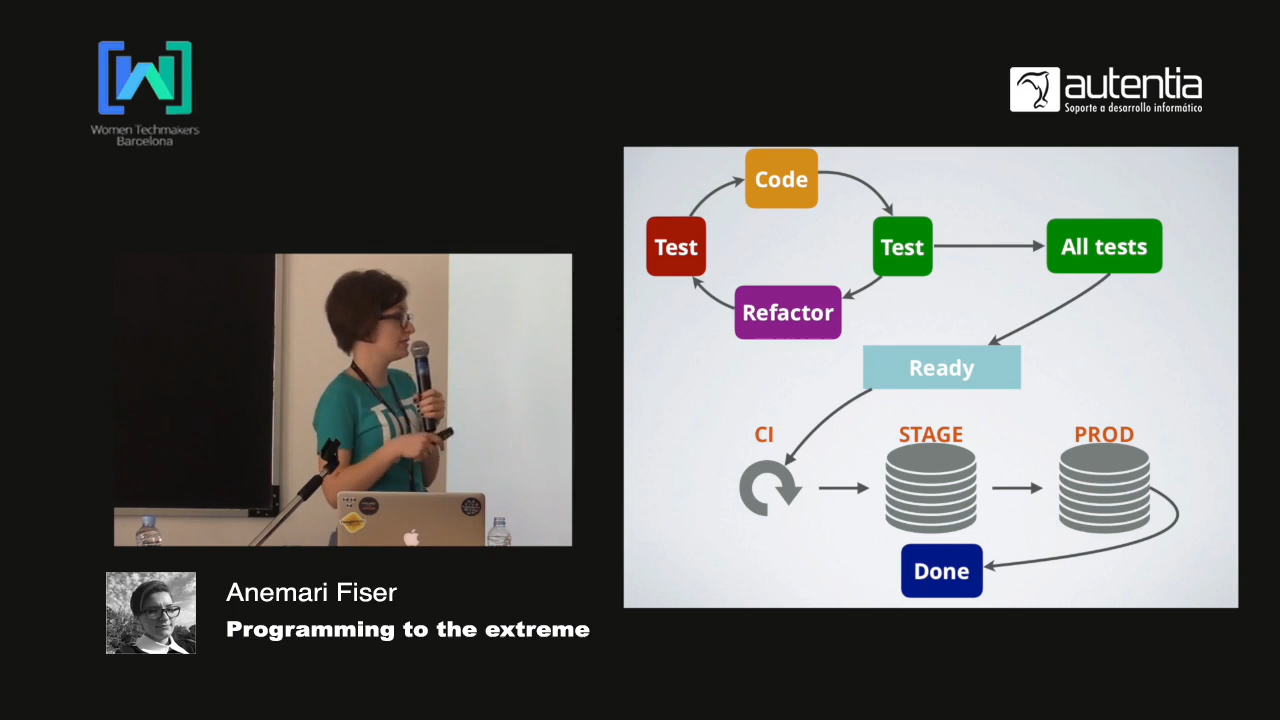 Women Techmakers
Barcelona
autentia
Soporte a desarrollo informático
Code
Test
Test
All tests
Refactor
Ready
CI
STAGE
PROD
Done
Anemari Fiser
Programming to the extreme